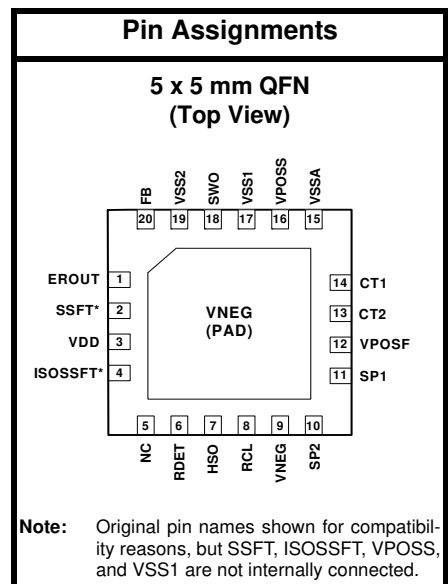 Pin Assignments
5 x 5 mm QFN
(Top View)
FB
VSS2
SWO
VSS1
VPOSS
VSSA
20 19 18 17 16 15
EROUT 1
SSFT* 2
VDD 3
ISOSSFT* 4
VNEG
(PAD)
14 CT1
13 CT2
12 VPOSF
11 SP1
5 6 7 8 9 10
NC
RDET
HSO
RCL
VNEG
SP2
Note: Original pin names shown for compatibil-
ity reasons, but SSFT, ISOSSFT, VPOSS,
and VSS1 are not internally connected.